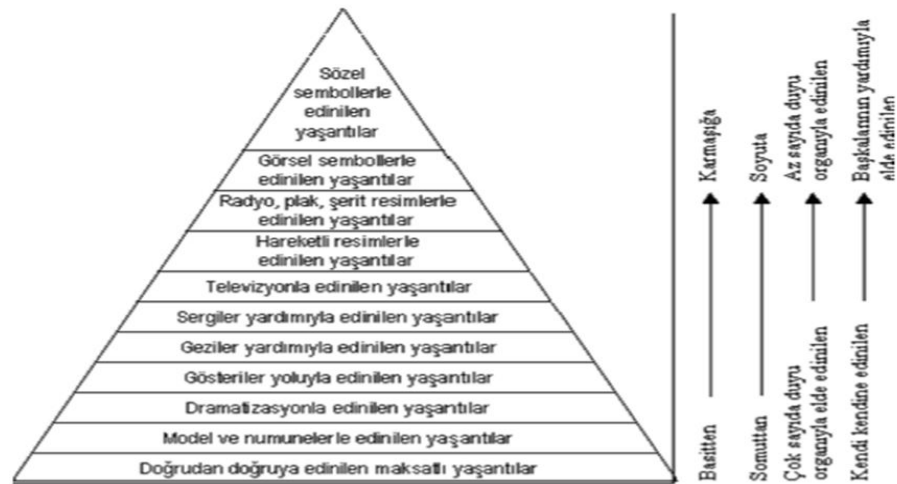 Sözel
sembollerle
edinilen
yaşantılar
Görsel sembollerle
edinilen yaşantılar
Radyo, plak, şerit resimlerle
edinilen yaşantılar
Hareketli resimlerle
edinilen yaşantılar
Televizyonla edinilen yaşantılar
Sergiler yardımıyla edinilen yaşantılar
Geziler yardımıyla edinilen yaşantılar
Gösteriler yoluyla edinilen yaşantılar
Dramatizasyonla edinilen yaşantılar
Model ve numunelerle edinilen yaşantılar
Doğrudan doğruya edinilen maksatlı yaşantılar
Karmaşığa
Soyuta
Az sayıda duyu
organıyla edinilen
Başkalarının yardımıyla
elde edinilen
Basitten
Somuttan
Çok sayıda duyu
organıyla elde edinilen
Kendi kendine edinilen